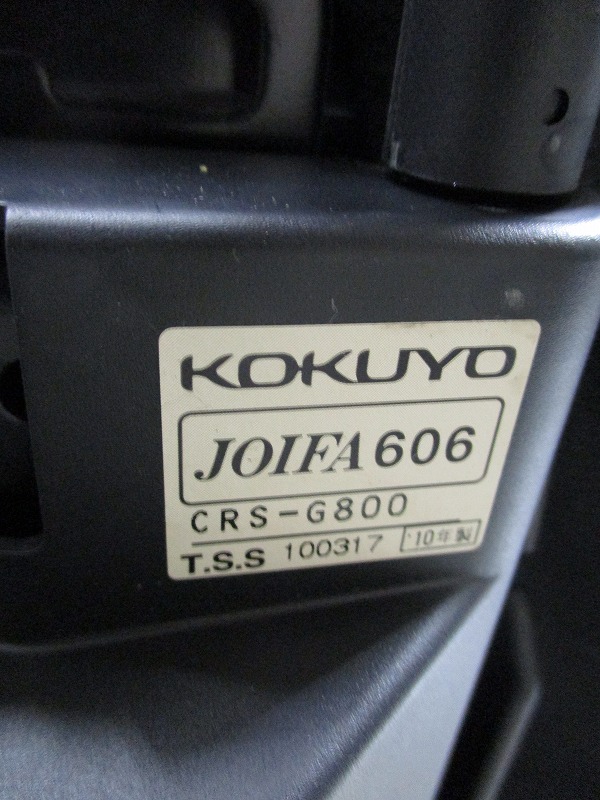 KOKUYO
JOIFA 606
CRS-G800
T.S.S 100317 '10年製